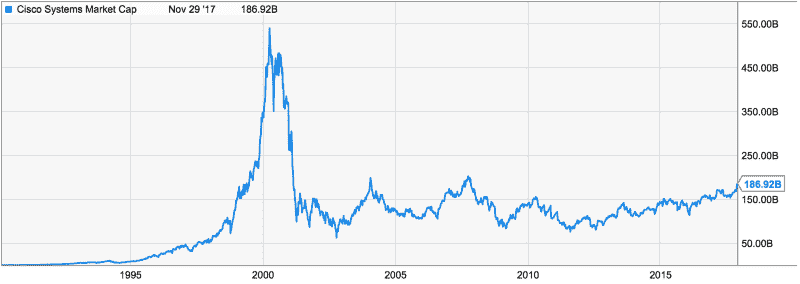 Cisco Systems Market Cap Nov 29 '17 186.92B
550.00B
450.00B
350.00B
250.00B
186.92B
150.00B
50.00B
1995 2000 2005 2010 2015